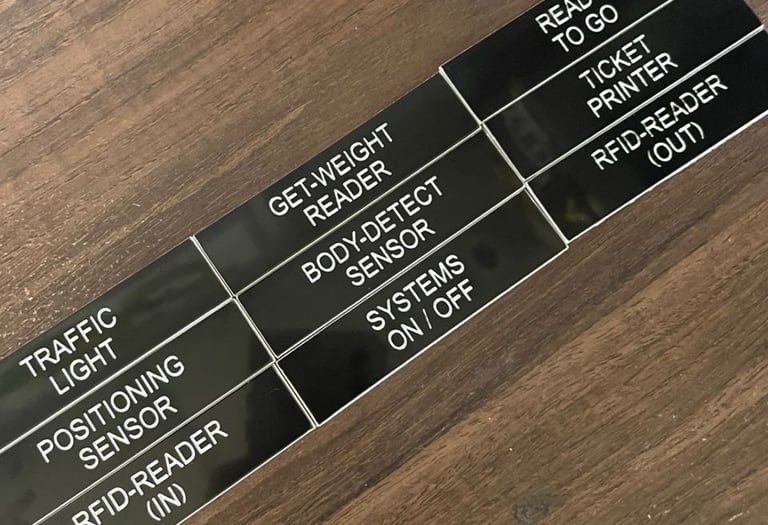 TRAFFIC
LIGHT
POSITIONING
SENSOR
RFID-READER
(IN)
GET-WEIGHT
READER
BODY-DETECT
SENSOR
SYSTEMS
ON / OFF
TO GO
TICKET
PRINTER
RFID-READER
(OUT)